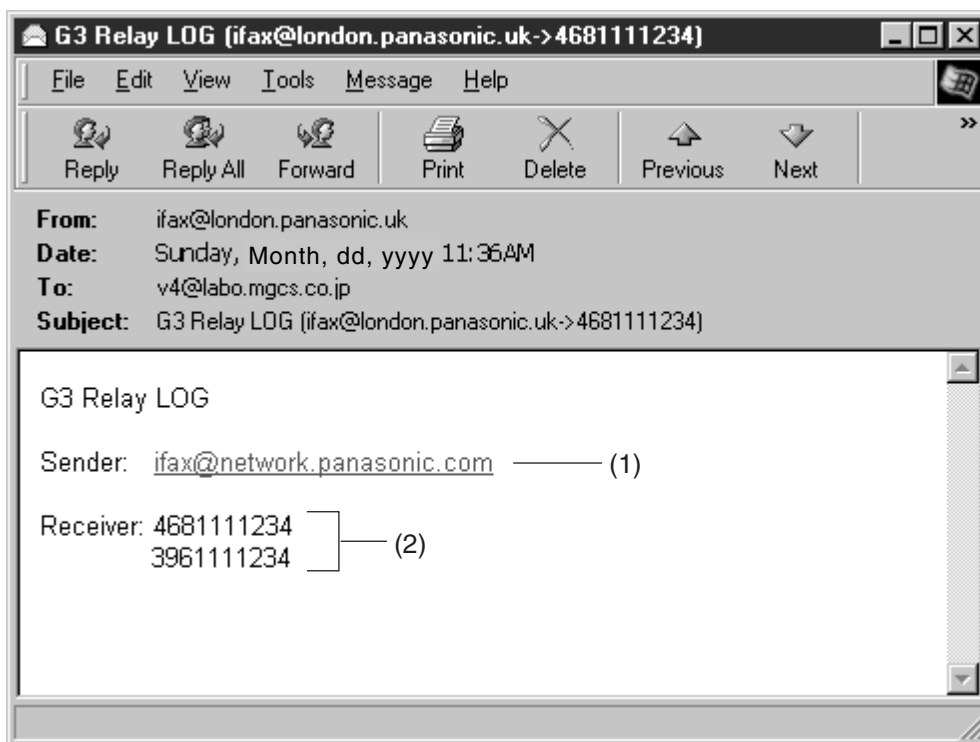 G3 Relay LOG (ifax@london.panasonic.uk->4681111234)
File Edit View Tools Message Help
»
Reply Reply All Forward Print Delete Previous Next
From: ifax@london.panasonic.uk
Date: Sunday, Month, dd, yyyy 11:36AM
To: v4@labo.mgcs.co.jp
Subject: G3 Relay LOG (ifax@london.panasonic.uk->4681111234)
G3 Relay LOG
Sender: ifax@network.panasonic.com (1)
Receiver: 4681111234
(2)
3961111234